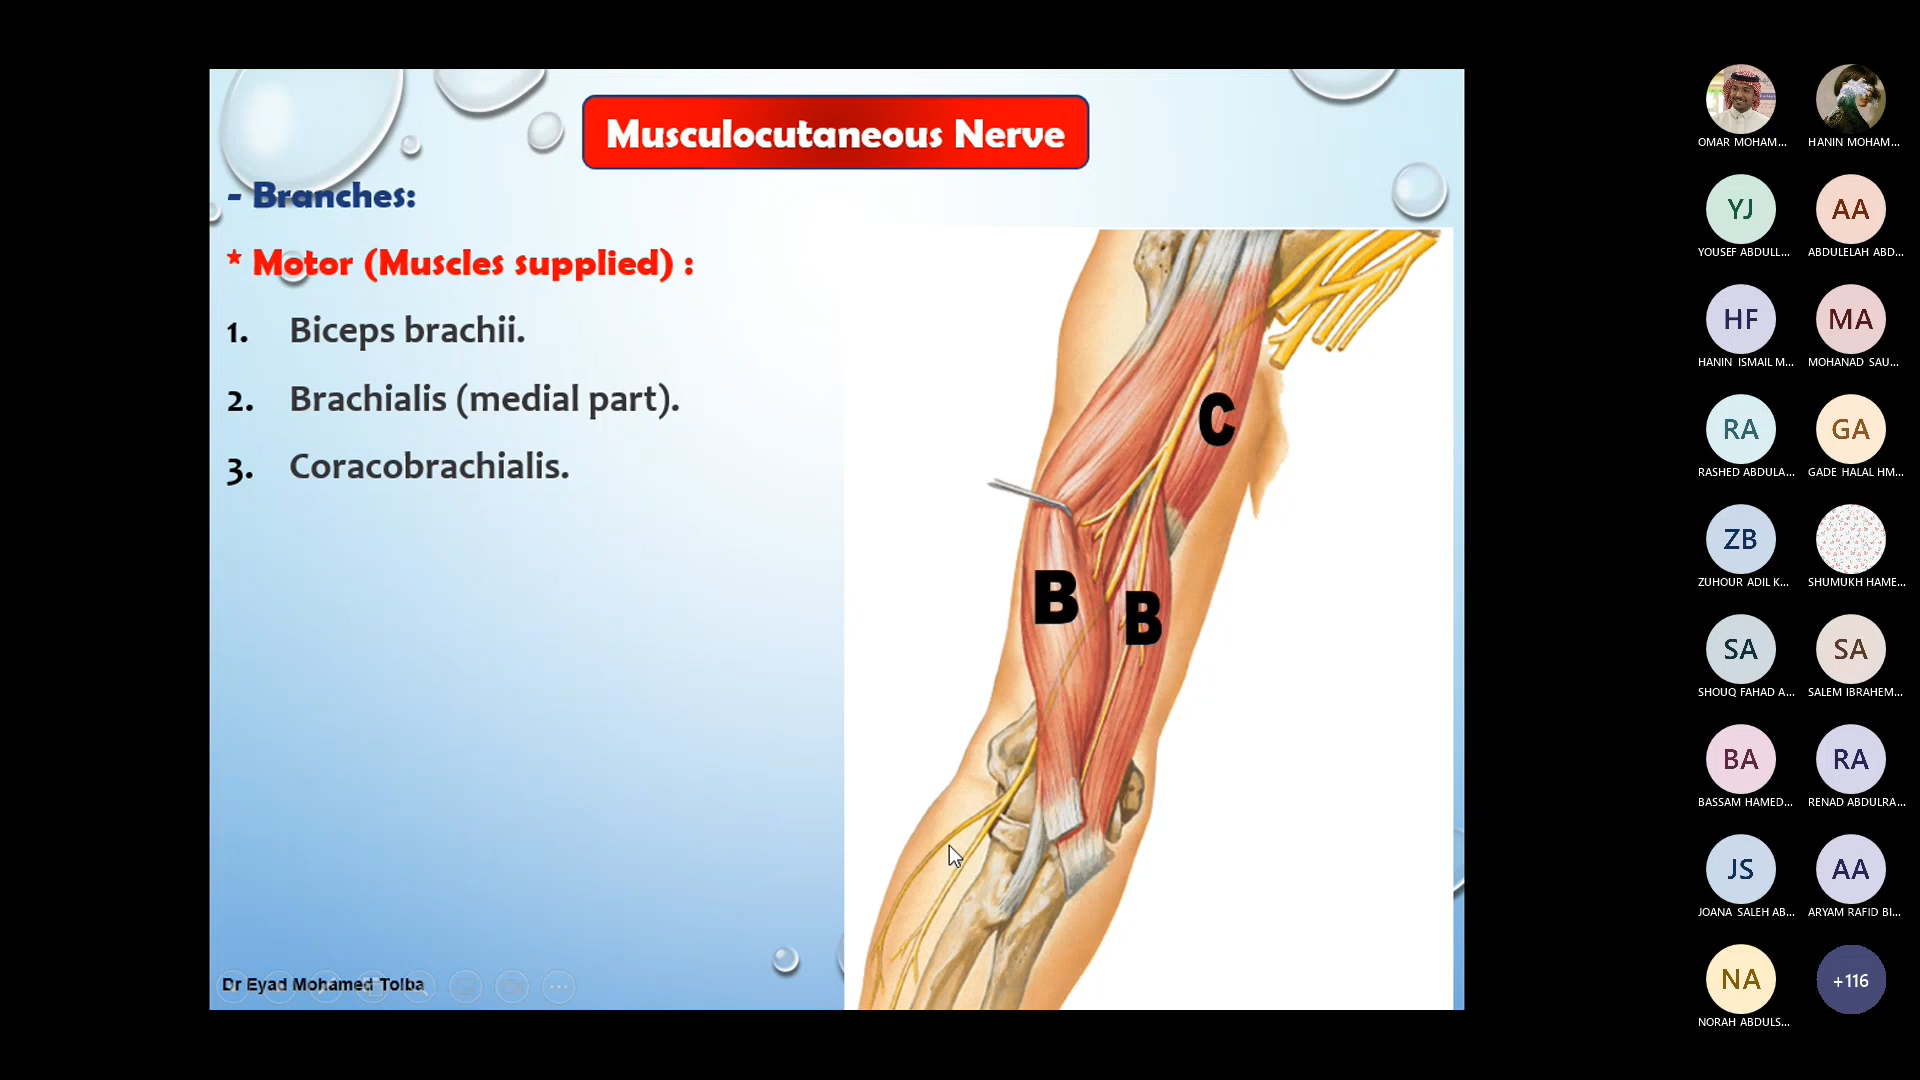 Musculocutaneous Nerve
- Branches:
* Motor (Muscles supplied) :
1. Biceps brachii.
2. Brachialis (medial part).
3. Coracobrachialis.
C
B
B
Dr Eyad Mohamed Tolba
OMAR MOHAM...
HANIN MOHAM...
YJ
AA
YOUSEF ABDULL...
ABDULELAH ABD...
HF
MA
HANIN ISMAIL M...
MOHANAD SAU...
RA
GA
RASHED ABDULA...
GADE HALAL HM...
ZB
ZUHOUR ADIL K...
SHUMUKH HAME...
SA
SA
SHOUQ FAHAD A...
SALEM IBRAHEM...
BA
RA
BASSAM HAMED...
RENAD ABDULRA...
JS
AA
JOANA SALEH AB...
ARYAM RAFID BI...
NA
+116
NORAH ABDULS...